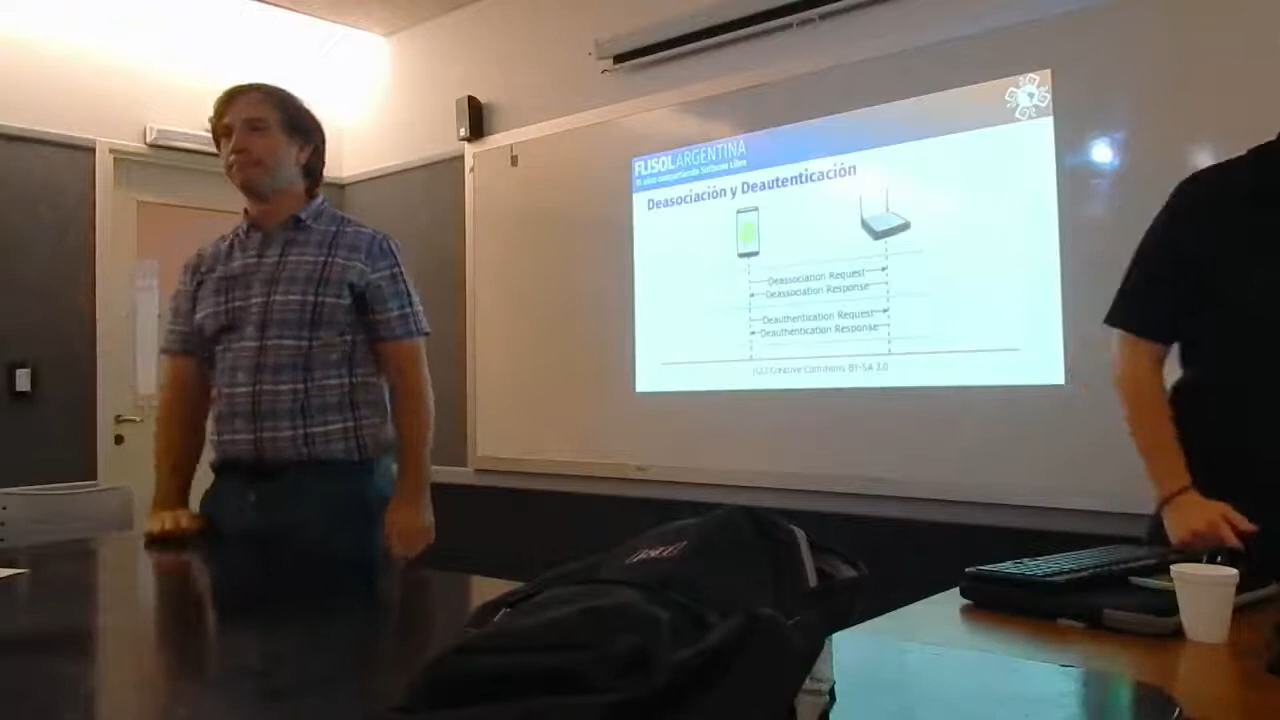 FLISOL ARGENTINA
Deasociación y Deautenticación
Deassociation Request
Deassociation Response
Deauthentication Request
Deauthentication Response
Creative Commons BY-SA 3.0